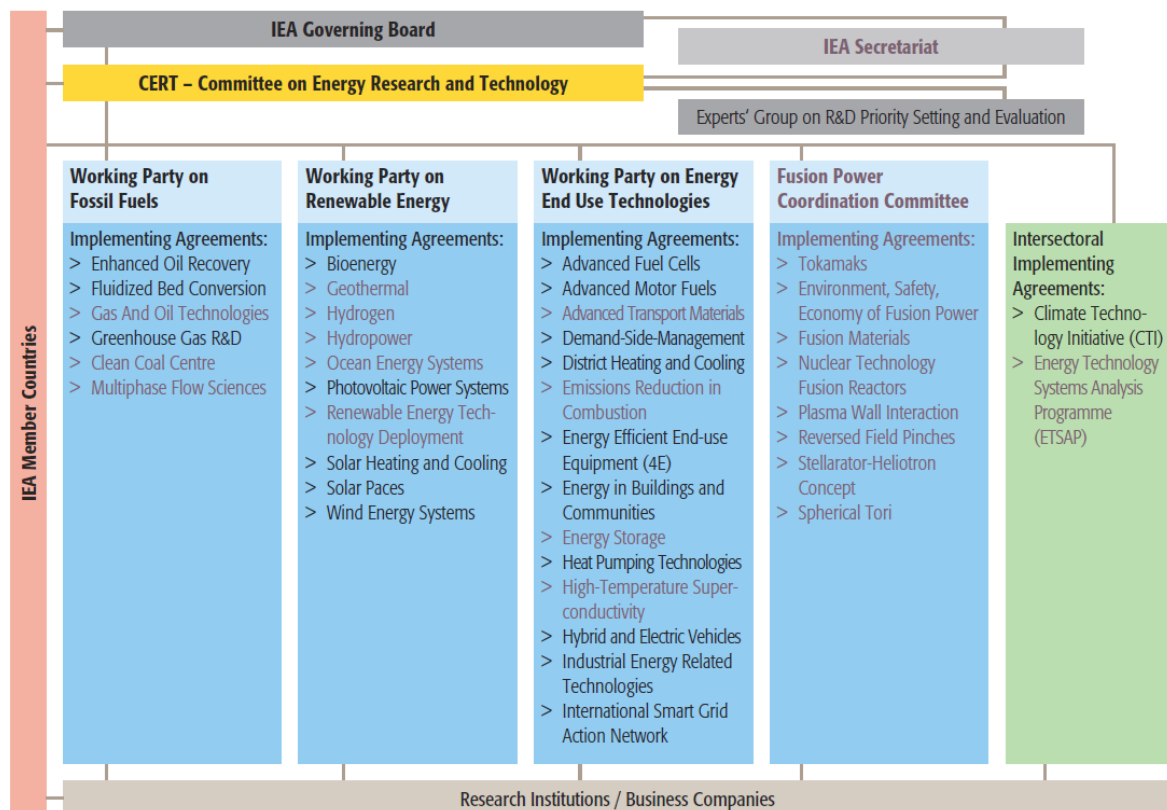 IEA Governing Board
IEA Secretariat
CERT – Committee on Energy Research and Technology
Experts' Group on R&D Priority Setting and Evaluation
IEA Member Countries
Working Party on
Fossil Fuels
Implementing Agreements:
> Enhanced Oil Recovery
> Fluidized Bed Conversion
> Gas And Oil Technologies
> Greenhouse Gas R&D
> Clean Coal Centre
> Multiphase Flow Sciences
Working Party on
Renewable Energy
Implementing Agreements:
> Bioenergy
> Geothermal
> Hydrogen
> Hydropower
> Ocean Energy Systems
> Photovoltaic Power Systems
> Renewable Energy Tech-
nology Deployment
> Solar Heating and Cooling
> Solar Paces
> Wind Energy Systems
Working Party on Energy
End Use Technologies
Implementing Agreements:
> Advanced Fuel Cells
> Advanced Motor Fuels
> Advanced Transport Materials
> Demand-Side-Management
> District Heating and Cooling
> Emissions Reduction in
Combustion
> Energy Efficient End-use
Equipment (4E)
> Energy in Buildings and
Communities
> Energy Storage
> Heat Pumping Technologies
> High-Temperature Super-
conductivity
> Hybrid and Electric Vehicles
> Industrial Energy Related
Technologies
> International Smart Grid
Action Network
Fusion Power
Coordination Committee
Implementing Agreements:
> Tokamaks
> Environment, Safety,
Economy of Fusion Power
> Fusion Materials
> Nuclear Technology
Fusion Reactors
> Plasma Wall Interaction
> Reversed Field Pinches
> Stellarator-Heliotron
Concept
> Spherical Tori
Intersectoral
Implementing
Agreements:
> Climate Techno-
logy Initiative (CTI)
> Energy Technology
Systems Analysis
Programme
(ETSAP)
Research Institutions / Business Companies